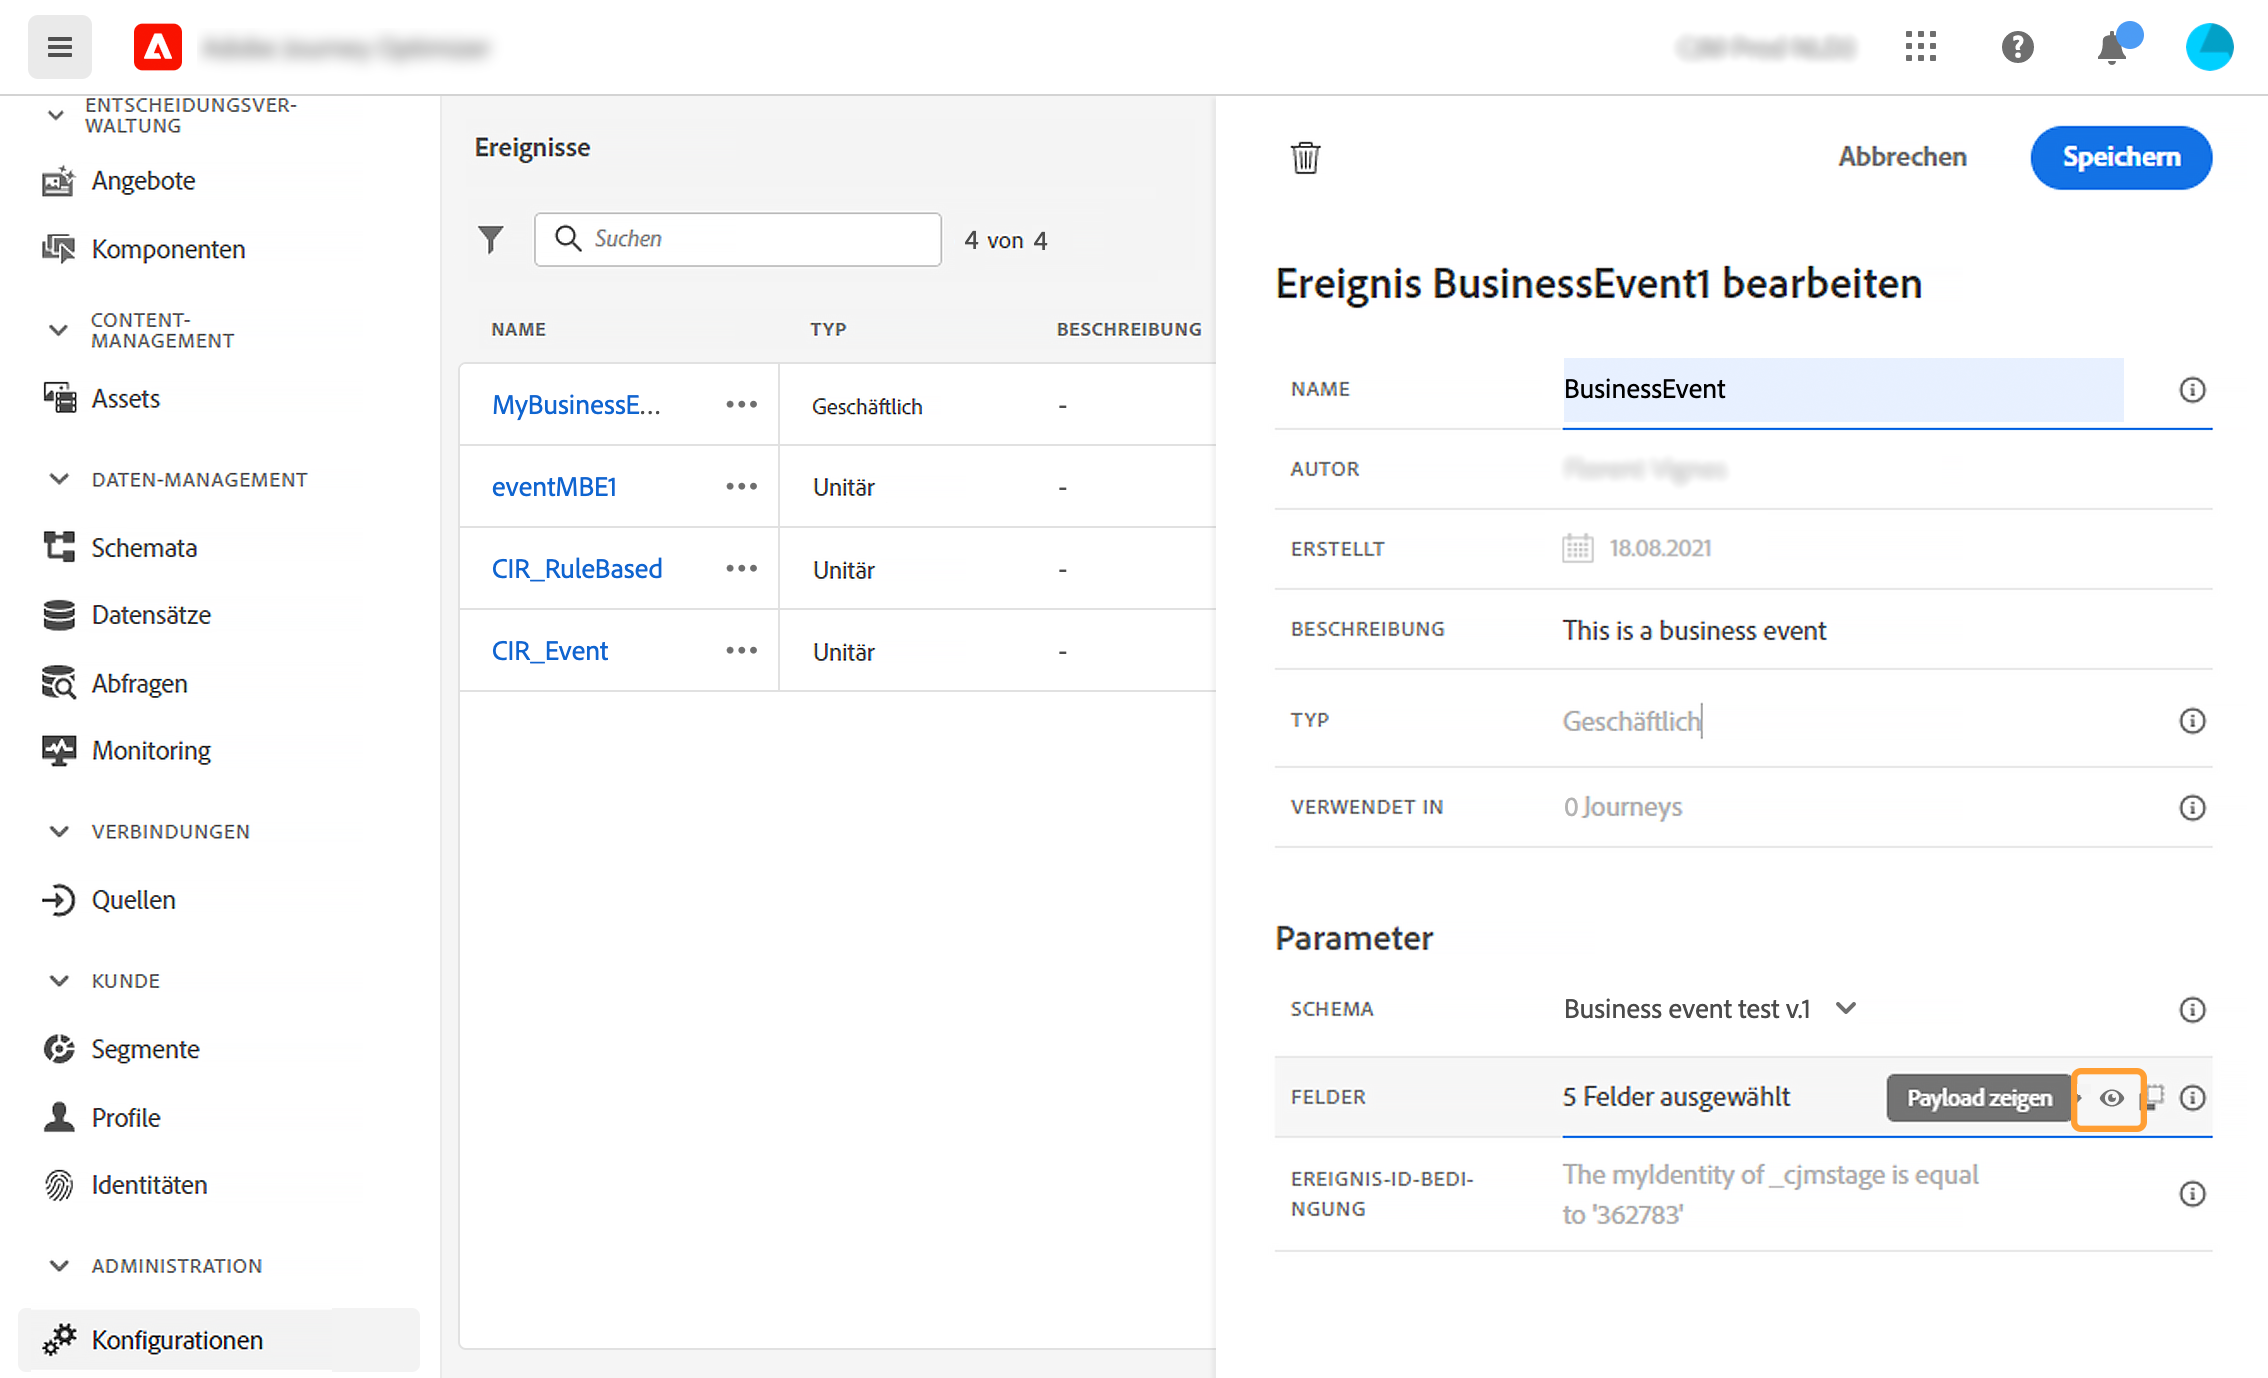 ENTSCHEIDUNGSVER-
WALTUNG
Angebote
Komponenten
CONTENT-
MANAGEMENT
Assets
DATEN-MANAGEMENT
Schemata
Datensätze
Abfragen
Monitoring
VERBINDUNGEN
Quellen
KUNDE
Segmente
Profile
Identitäten
ADMINISTRATION
Konfigurationen
Ereignisse
Suchen
4 von 4
NAME TYP BESCHREIBUNG
MyBusinessE... Geschäftlich -
eventMBE1 Unitär -
CIR_RuleBased Unitär -
CIR_Event Unitär -
Abbrechen Speichern
Ereignis BusinessEvent1 bearbeiten
NAME BusinessEvent
AUTOR
ERSTELLT 18.08.2021
BESCHREIBUNG This is a business event
TYP Geschäftlich
VERWENDET IN 0 Journeys
Parameter
SCHEMA Business event test v.1
FELDER 5 Felder ausgewählt Payload zeigen
EREIGNIS-ID-BEDI-
NGUNG
The myIdentity of _cjmstage is equal
to '362783'